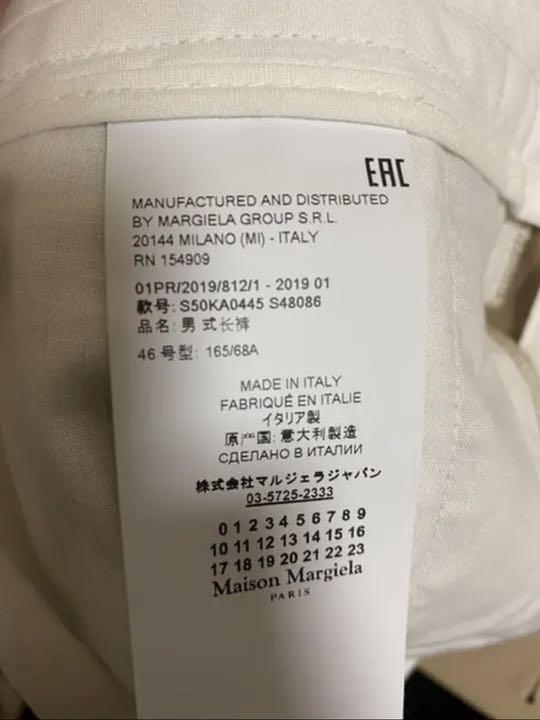 EAC
MANUFACTURED AND DISTRIBUTED
BY MARGIELA GROUP S.R.L.
20144 MILANO (MI) - ITALY
RN 154909
01PR/2019/812/1 - 2019 01
款号: S50KA0445 S48086
品名: 男 式长裤
46 号型: 165/68A
MADE IN ITALY
FABRIQUÉ EN ITALIE
イタリア製
原产国: 意大利製造
СДЕЛАНО В ИТАЛИИ
株式会社マルジェラジャパン
03-5725-2333
0 1 2 3 4 5 6 7 8 9
10 11 12 13 14 15 16
17 18 19 20 21 22 23
Maison Margiela
PARIS